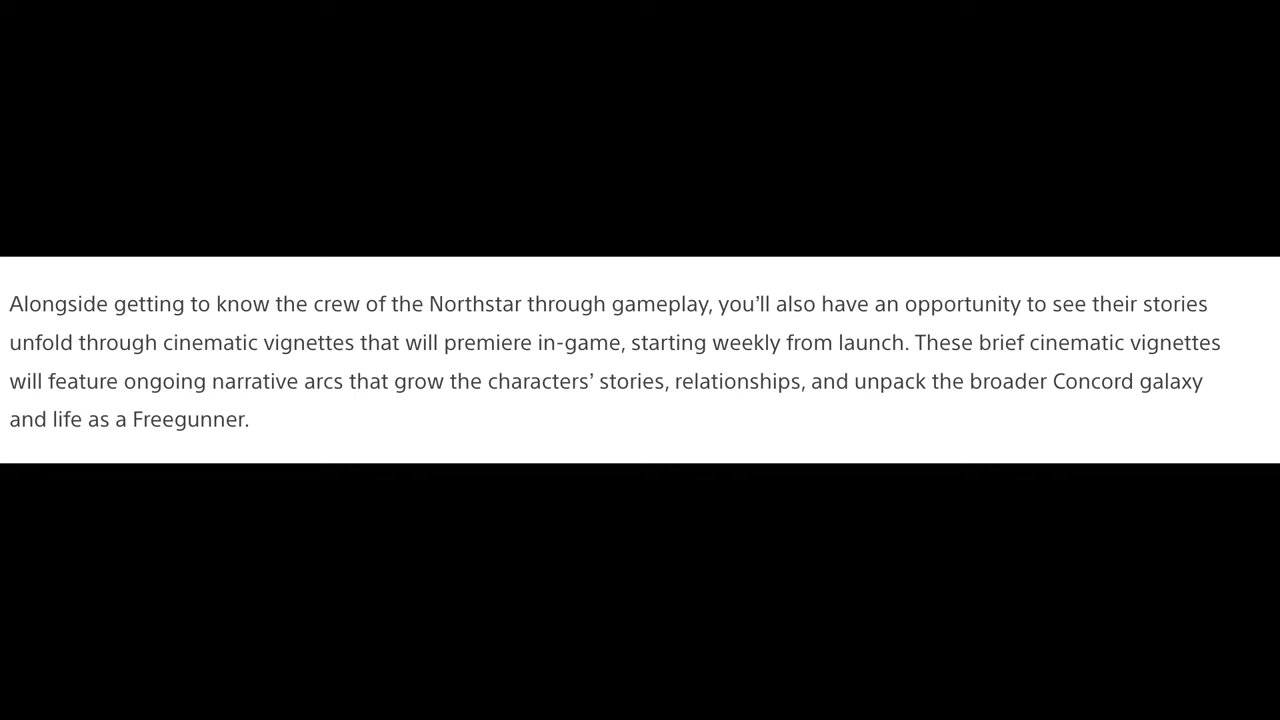 Alongside getting to know the crew of the Northstar through gameplay, you’ll also have an opportunity to see their stories
unfold through cinematic vignettes that will premiere in-game, starting weekly from launch. These brief cinematic vignettes
will feature ongoing narrative arcs that grow the characters’ stories, relationships, and unpack the broader Concord galaxy
and life as a Freegunner.